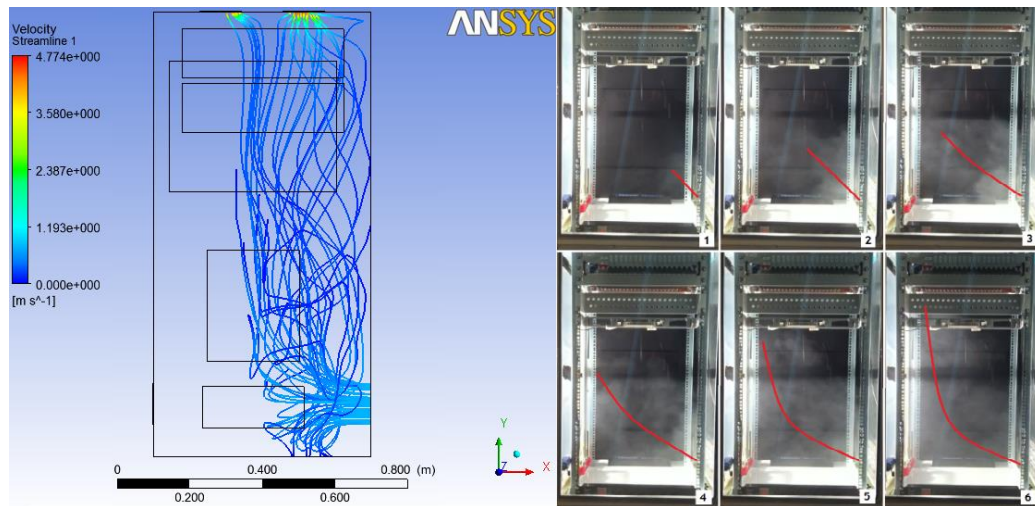 Velocity
Streamline 1
4.774e+000
3.580e+000
2.387e+000
1.193e+000
0.000e+000
[m s^-1]
ANSYS
Y
Z
X
0
0.400
0.800
(m)
0.200
0.600
1
2
3
4
5
6